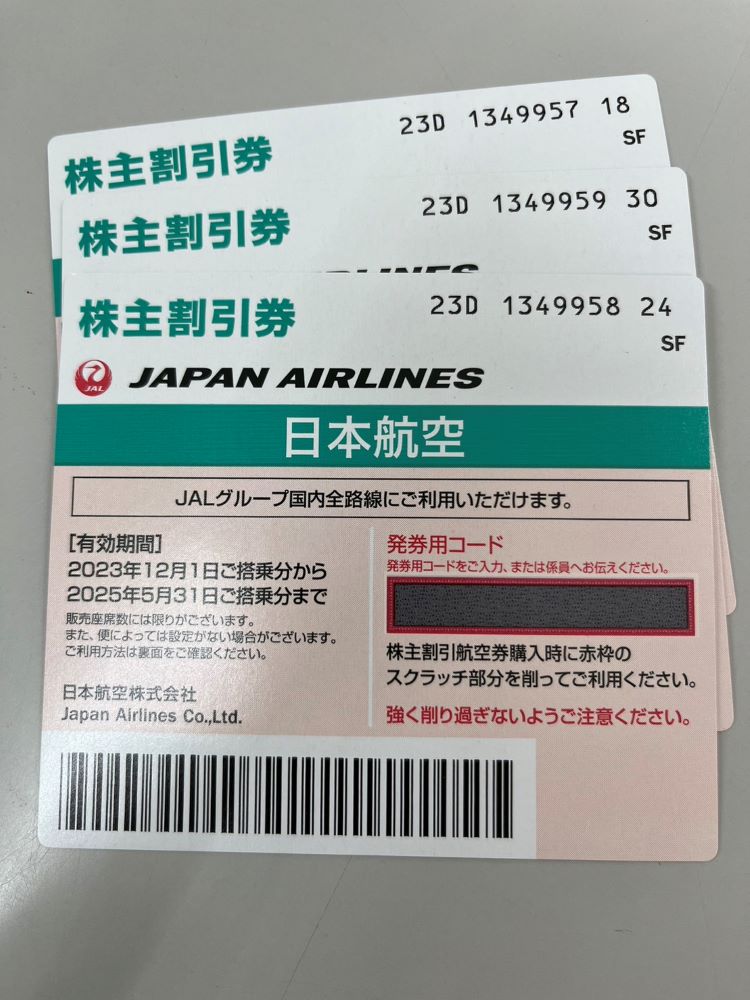 23D 1349957 18
株主割引券
SF
23D 1349959 30
株主割引券
SF
AIRLINES
23D 1349958 24
株主割引券
SF
JAL
JAPAN AIRLINES
日本航空
JALグループ国内全路線にご利用いただけます。
[有効期間]
2023年12月1日ご搭乗分から
2025年5月31日ご搭乗分まで
販売座席数には限りがございます。
また、便によっては設定がない場合がございます。
ご利用方法は裏面をご確認ください。
日本航空株式会社
Japan Airlines Co.,Ltd.
発券用コード
発券用コードをご入力、または係員へお伝えください。
株主割引航空券購入時に赤枠の
スクラッチ部分を削ってご利用ください。
強く削り過ぎないようご注意ください。